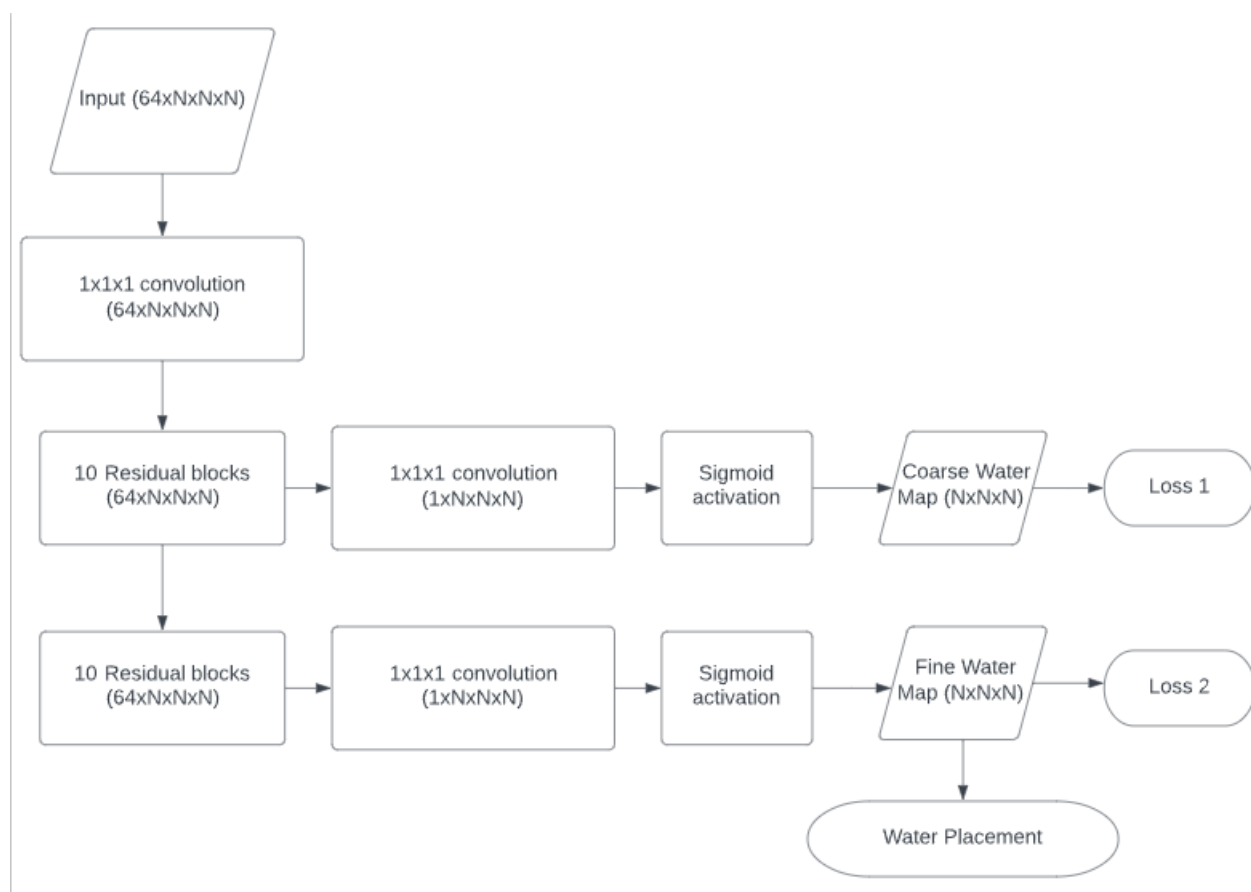 Input (64xNxNxN)
1x1x1 convolution
(64xNxNxN)
10 Residual blocks
(64xNxNxN)
1x1x1 convolution
(1xNxNxN)
Sigmoid
activation
Coarse Water
Map (NxNxN)
Loss 1
10 Residual blocks
(64xNxNxN)
1x1x1 convolution
(1xNxNxN)
Sigmoid
activation
Fine Water
Map (NxNxN)
Loss 2
Water Placement